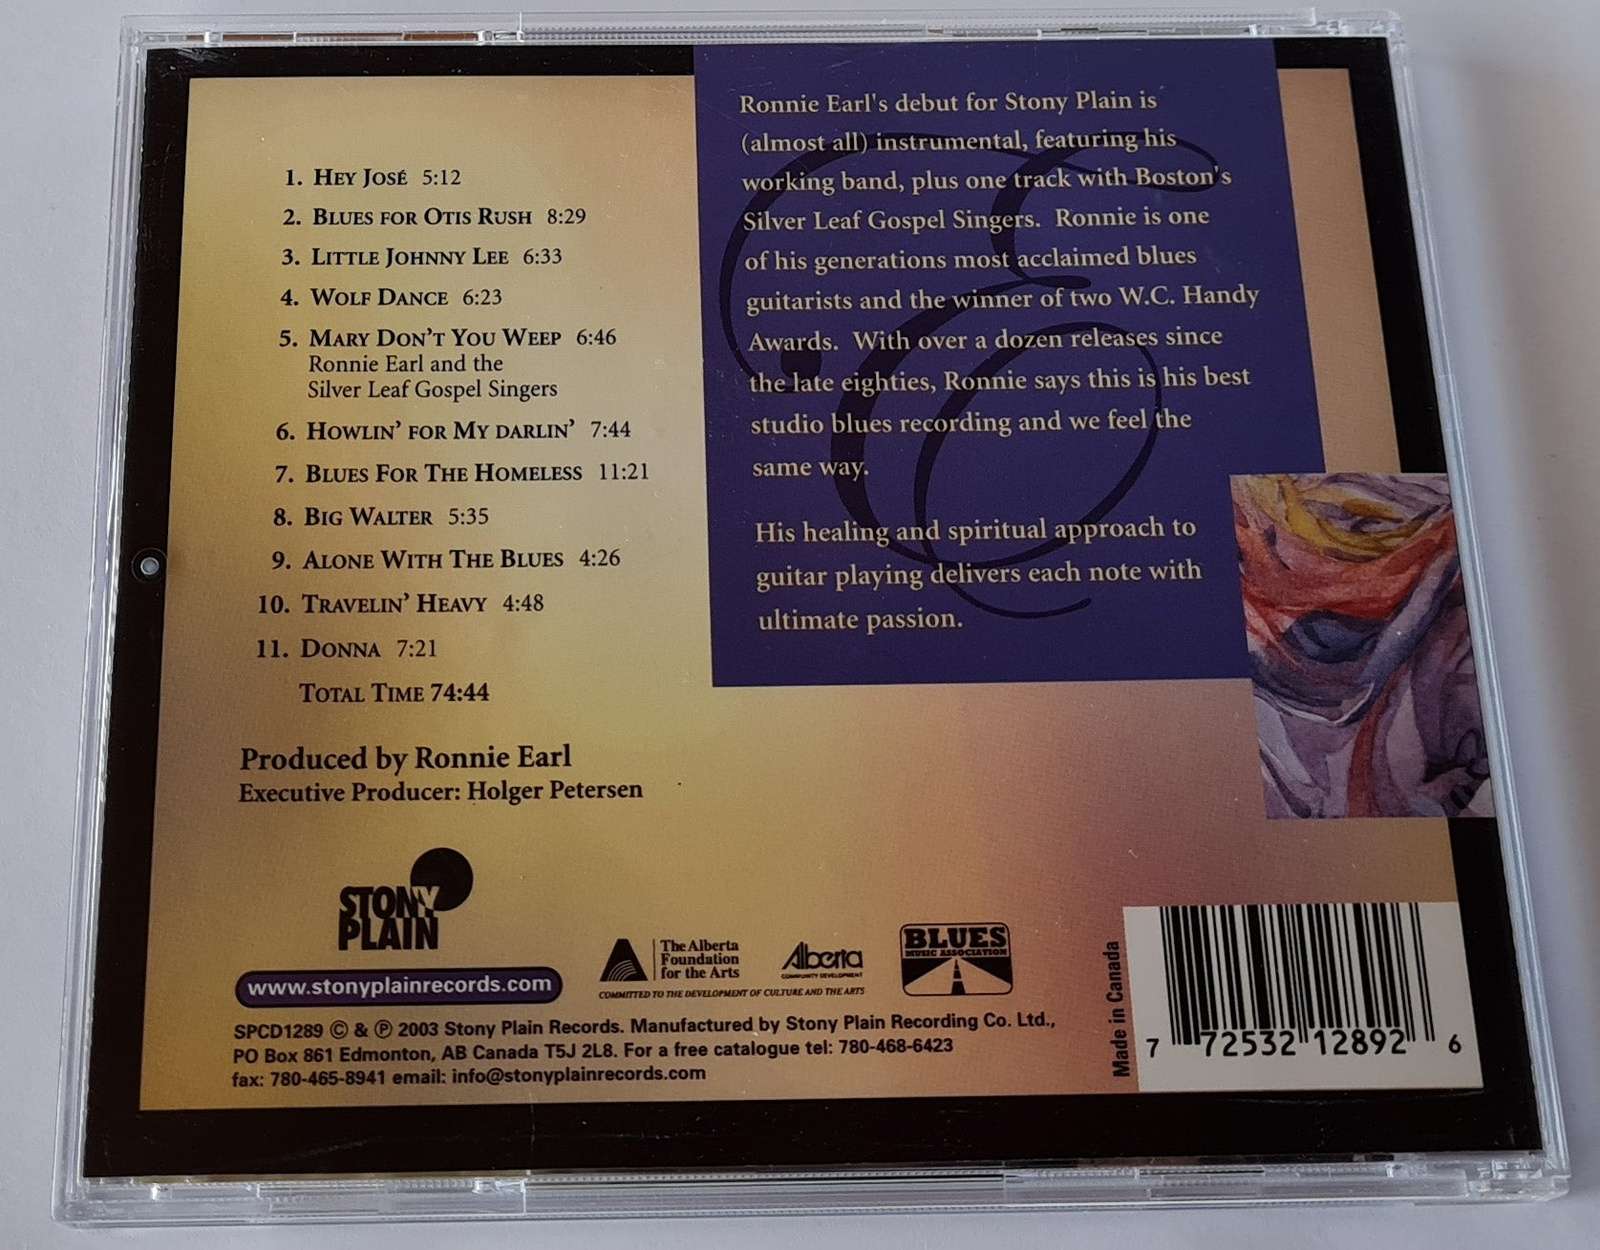 1. Hey José 5:12
2. Blues for Otis Rush 8:29
3. Little Johnny Lee 6:33
4. Wolf Dance 6:23
5. Mary Don't You Weep 6:46
Ronnie Earl and the
Silver Leaf Gospel Singers
6. Howlin' for My darlin' 7:44
7. Blues For The Homeless 11:21
8. Big Walter 5:35
9. Alone With The Blues 4:26
10. Travelin' Heavy 4:48
11. Donna 7:21
Total Time 74:44
Produced by Ronnie Earl
Executive Producer: Holger Petersen
Ronnie Earl's debut for Stony Plain is
(almost all) instrumental, featuring his
working band, plus one track with Boston's
Silver Leaf Gospel Singers. Ronnie is one
of his generations most acclaimed blues
guitarists and the winner of two W.C. Handy
Awards. With over a dozen releases since
the late eighties, Ronnie says this is his best
studio blues recording and we feel the
same way.
His healing and spiritual approach to
guitar playing delivers each note with
ultimate passion.
STONY
PLAIN
www.stonyplainrecords.com
The Alberta
Foundation
for the Arts
Alberta
COMMUNITY DEVELOPMENT
COMMITTED TO THE DEVELOPMENT OF CULTURE AND THE ARTS
BLUES
MUSIC ASSOCIATION
SPCD1289 © & ℗ 2003 Stony Plain Records. Manufactured by Stony Plain Recording Co. Ltd.,
PO Box 861 Edmonton, AB Canada T5J 2L8. For a free catalogue tel: 780-468-6423
fax: 780-465-8941 email: info@stonyplainrecords.com
Made in Canada
7 72532 12892 6